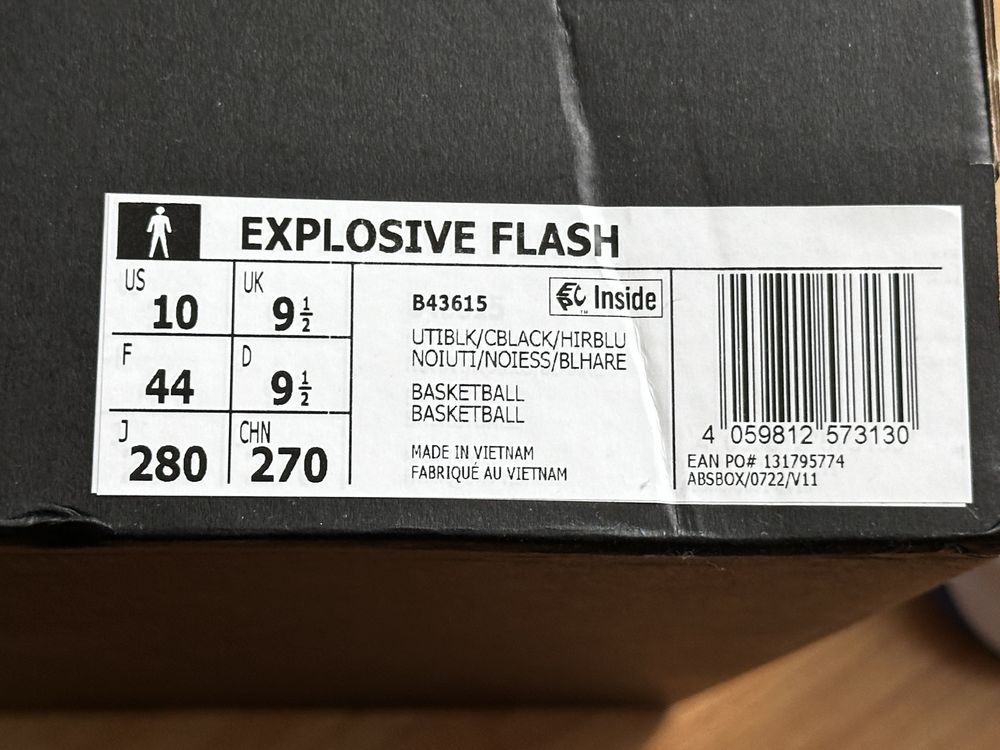 EXPLOSIVE FLASH
US 10 UK 9 1/2
F 44 D 9 1/2
J 280 CHN 270
B43615
Inside
TM
UTIBLK/CBLACK/HIRBLU
NOIUTI/NOIESS/BLHARE
BASKETBALL
BASKETBALL
MADE IN VIETNAM
FABRIQUÉ AU VIETNAM
4 059812 573130
EAN PO# 131795774
ABSBOX/0722/V11